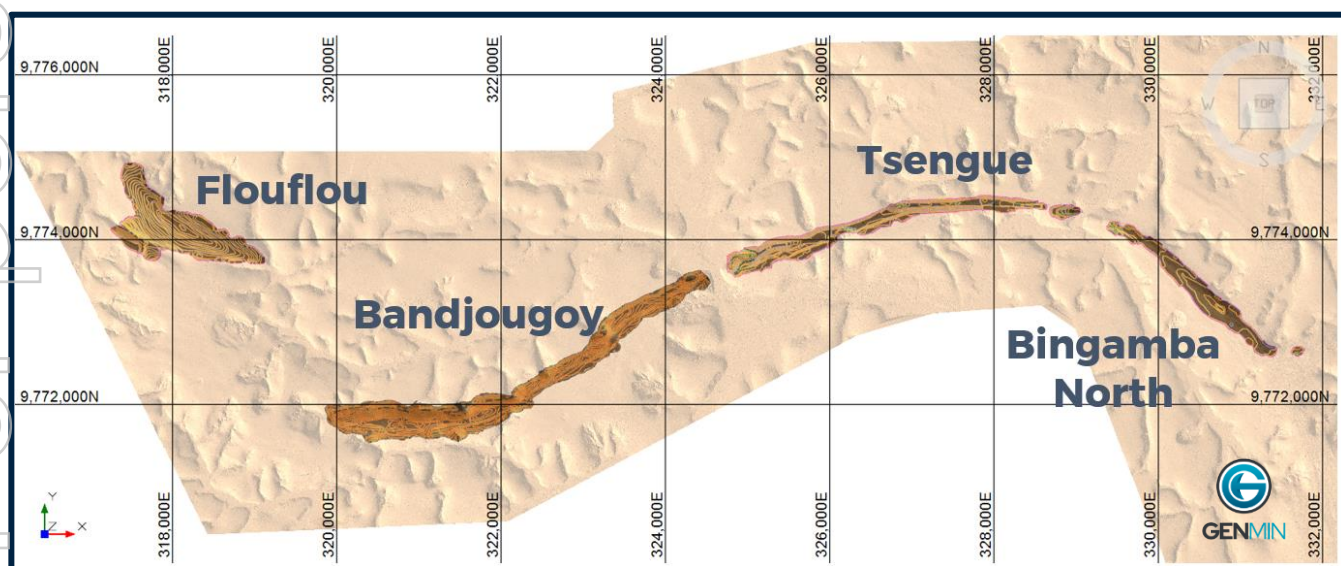 9,776,000N
318,000E
320,000E
322,000E
324,000E
326,000E
328,000E
330,000E
332,000E
N
W
TOP
E
S
Flouflou
Tsengue
9,774,000N
9,774,000N
Bandjougoy
Bingamba
North
9,772,000N
9,772,000N
Y
Z
X
318,000E
320,000E
322,000E
324,000E
326,000E
328,000E
330,000E
332,000E
G
GENMIN